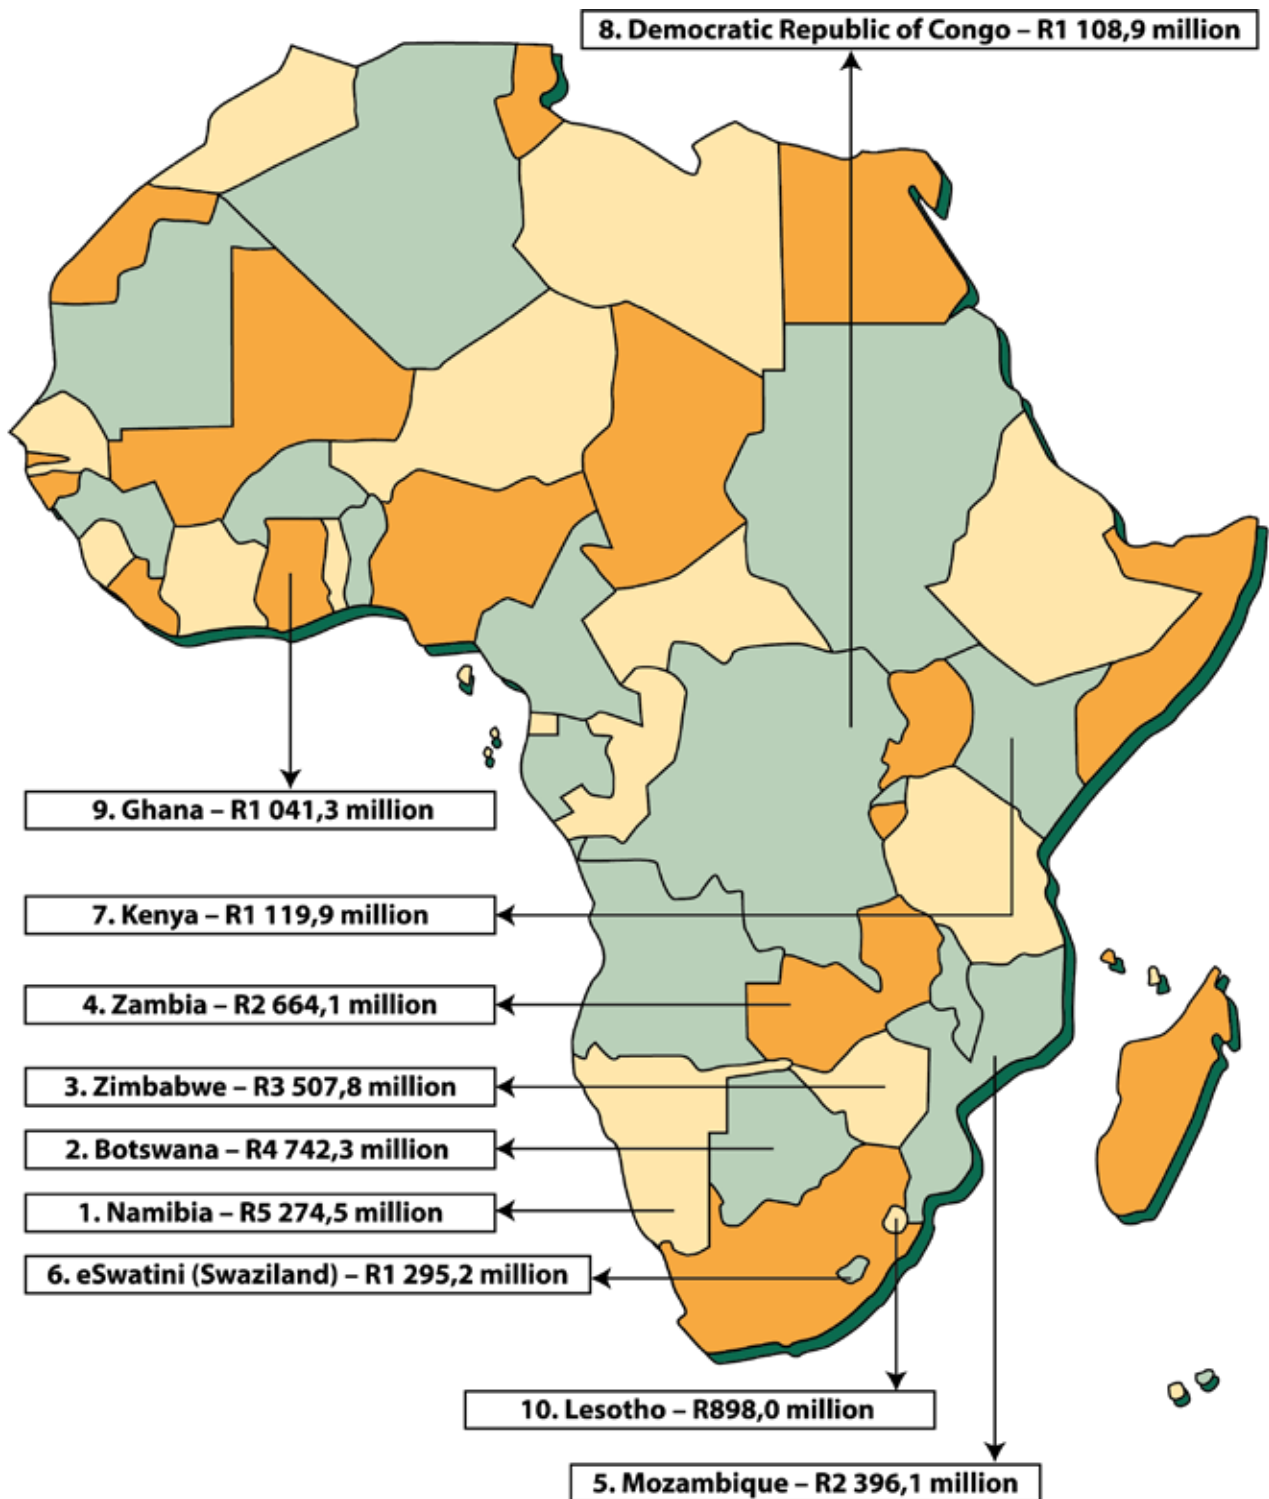 8. Democratic Republic of Congo – R1 108,9 million
9. Ghana – R1 041,3 million
7. Kenya – R1 119,9 million
4. Zambia – R2 664,1 million
3. Zimbabwe – R3 507,8 million
2. Botswana – R4 742,3 million
1. Namibia – R5 274,5 million
6. eSwatini (Swaziland) – R1 295,2 million
10. Lesotho – R898,0 million
5. Mozambique – R2 396,1 million